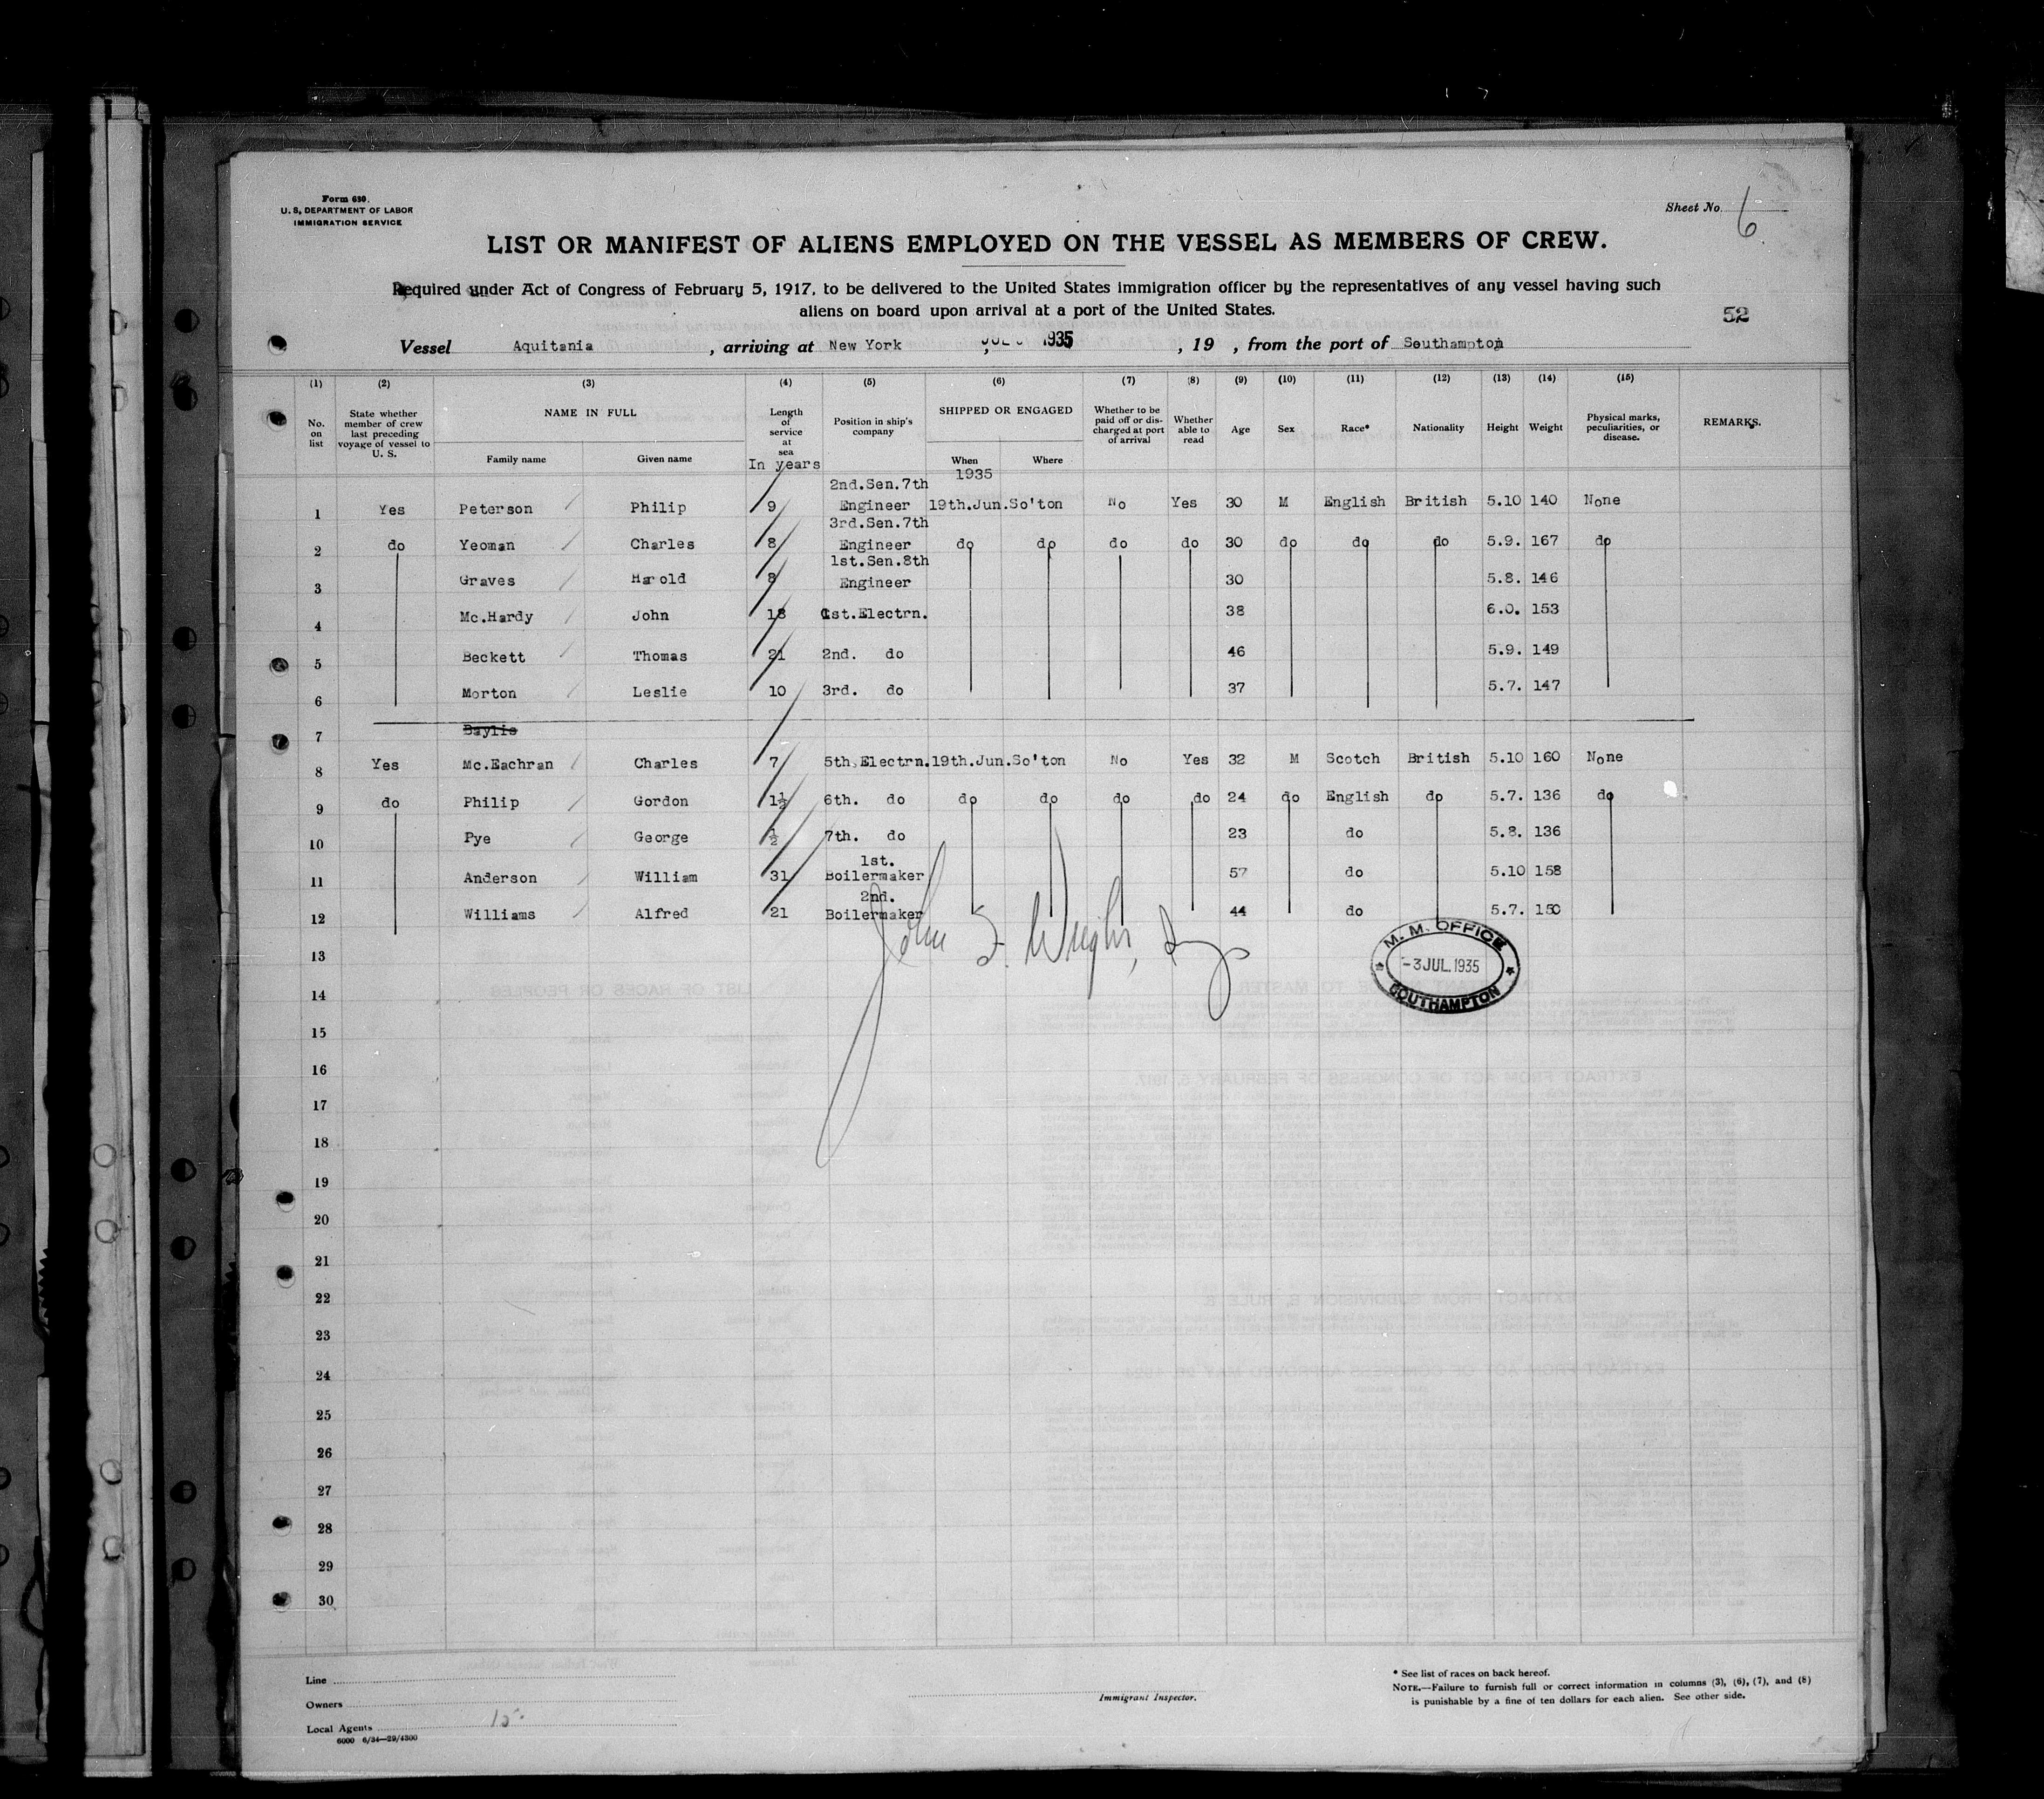 Form 630.
U. S. DEPARTMENT OF LABOR
IMMIGRATION SERVICE
Sheet No. 6
LIST OR MANIFEST OF ALIENS EMPLOYED ON THE VESSEL AS MEMBERS OF CREW.
Required under Act of Congress of February 5, 1917, to be delivered to the United States immigration officer by the representatives of any vessel having such
aliens on board upon arrival at a port of the United States.
52
Vessel Aquitania , arriving at New York JUL 1935 , 19 , from the port of Southampton
(1) (2) (3) (4) (5) (6) (7) (8) (9) (10) (11) (12) (13) (14) (15)
No. on list State whether member of crew last preceding voyage of vessel to U. S. NAME IN FULL Family name Given name Length of service at sea In years Position in ship's company SHIPPED OR ENGAGED When 1935 Where Whether to be paid off or discharged at port of arrival Whether able to read Age Sex Race* Nationality Height Weight Physical marks, peculiarities, or disease. REMARKS.
1 Yes Peterson Philip 9 2nd.Sen.7th Engineer 19th.Jun.So'ton No Yes 30 M English British 5.10 140 None
2 do Yeoman Charles 8 3rd.Sen.7th Engineer do do do do 30 do do do 5.9. 167 do
3 Graves Harold 8 1st.Sen.8th Engineer 30 5.8. 146
4 Mc.Hardy John 18 1st.Electrn. 38 6.0. 153
5 Beckett Thomas 21 2nd. do 46 5.9. 149
6 Morton Leslie 10 3rd. do 37 5.7. 147
7 Baylis
8 Yes Mc.Eachran Charles 7 5th.Electrn.19th.Jun.So'ton No Yes 32 M Scotch British 5.10 160 None
9 do Philip Gordon 1½ 6th. do do do do do 24 do English do 5.7. 136 do
10 Pye George ½ 7th. do 23 do 5.8. 136
11 Anderson William 31 1st. Boilermaker 57 do 5.10 158
12 Williams Alfred 21 2nd. Boilermaker 44 do 5.7. 150
John
M. M. OFFICE
-3 JUL.1935
SOUTHAMPTON
13
14
15
16
17
18
19
20
21
22
23
24
25
26
27
28
29
30
Line
Owners
Local Agents
6000 6/34—29/4300
Immigrant Inspector.
* See list of races on back hereof.
NOTE.—Failure to furnish full or correct information in columns (3), (6), (7), and (8)
is punishable by a fine of ten dollars for each alien. See other side.